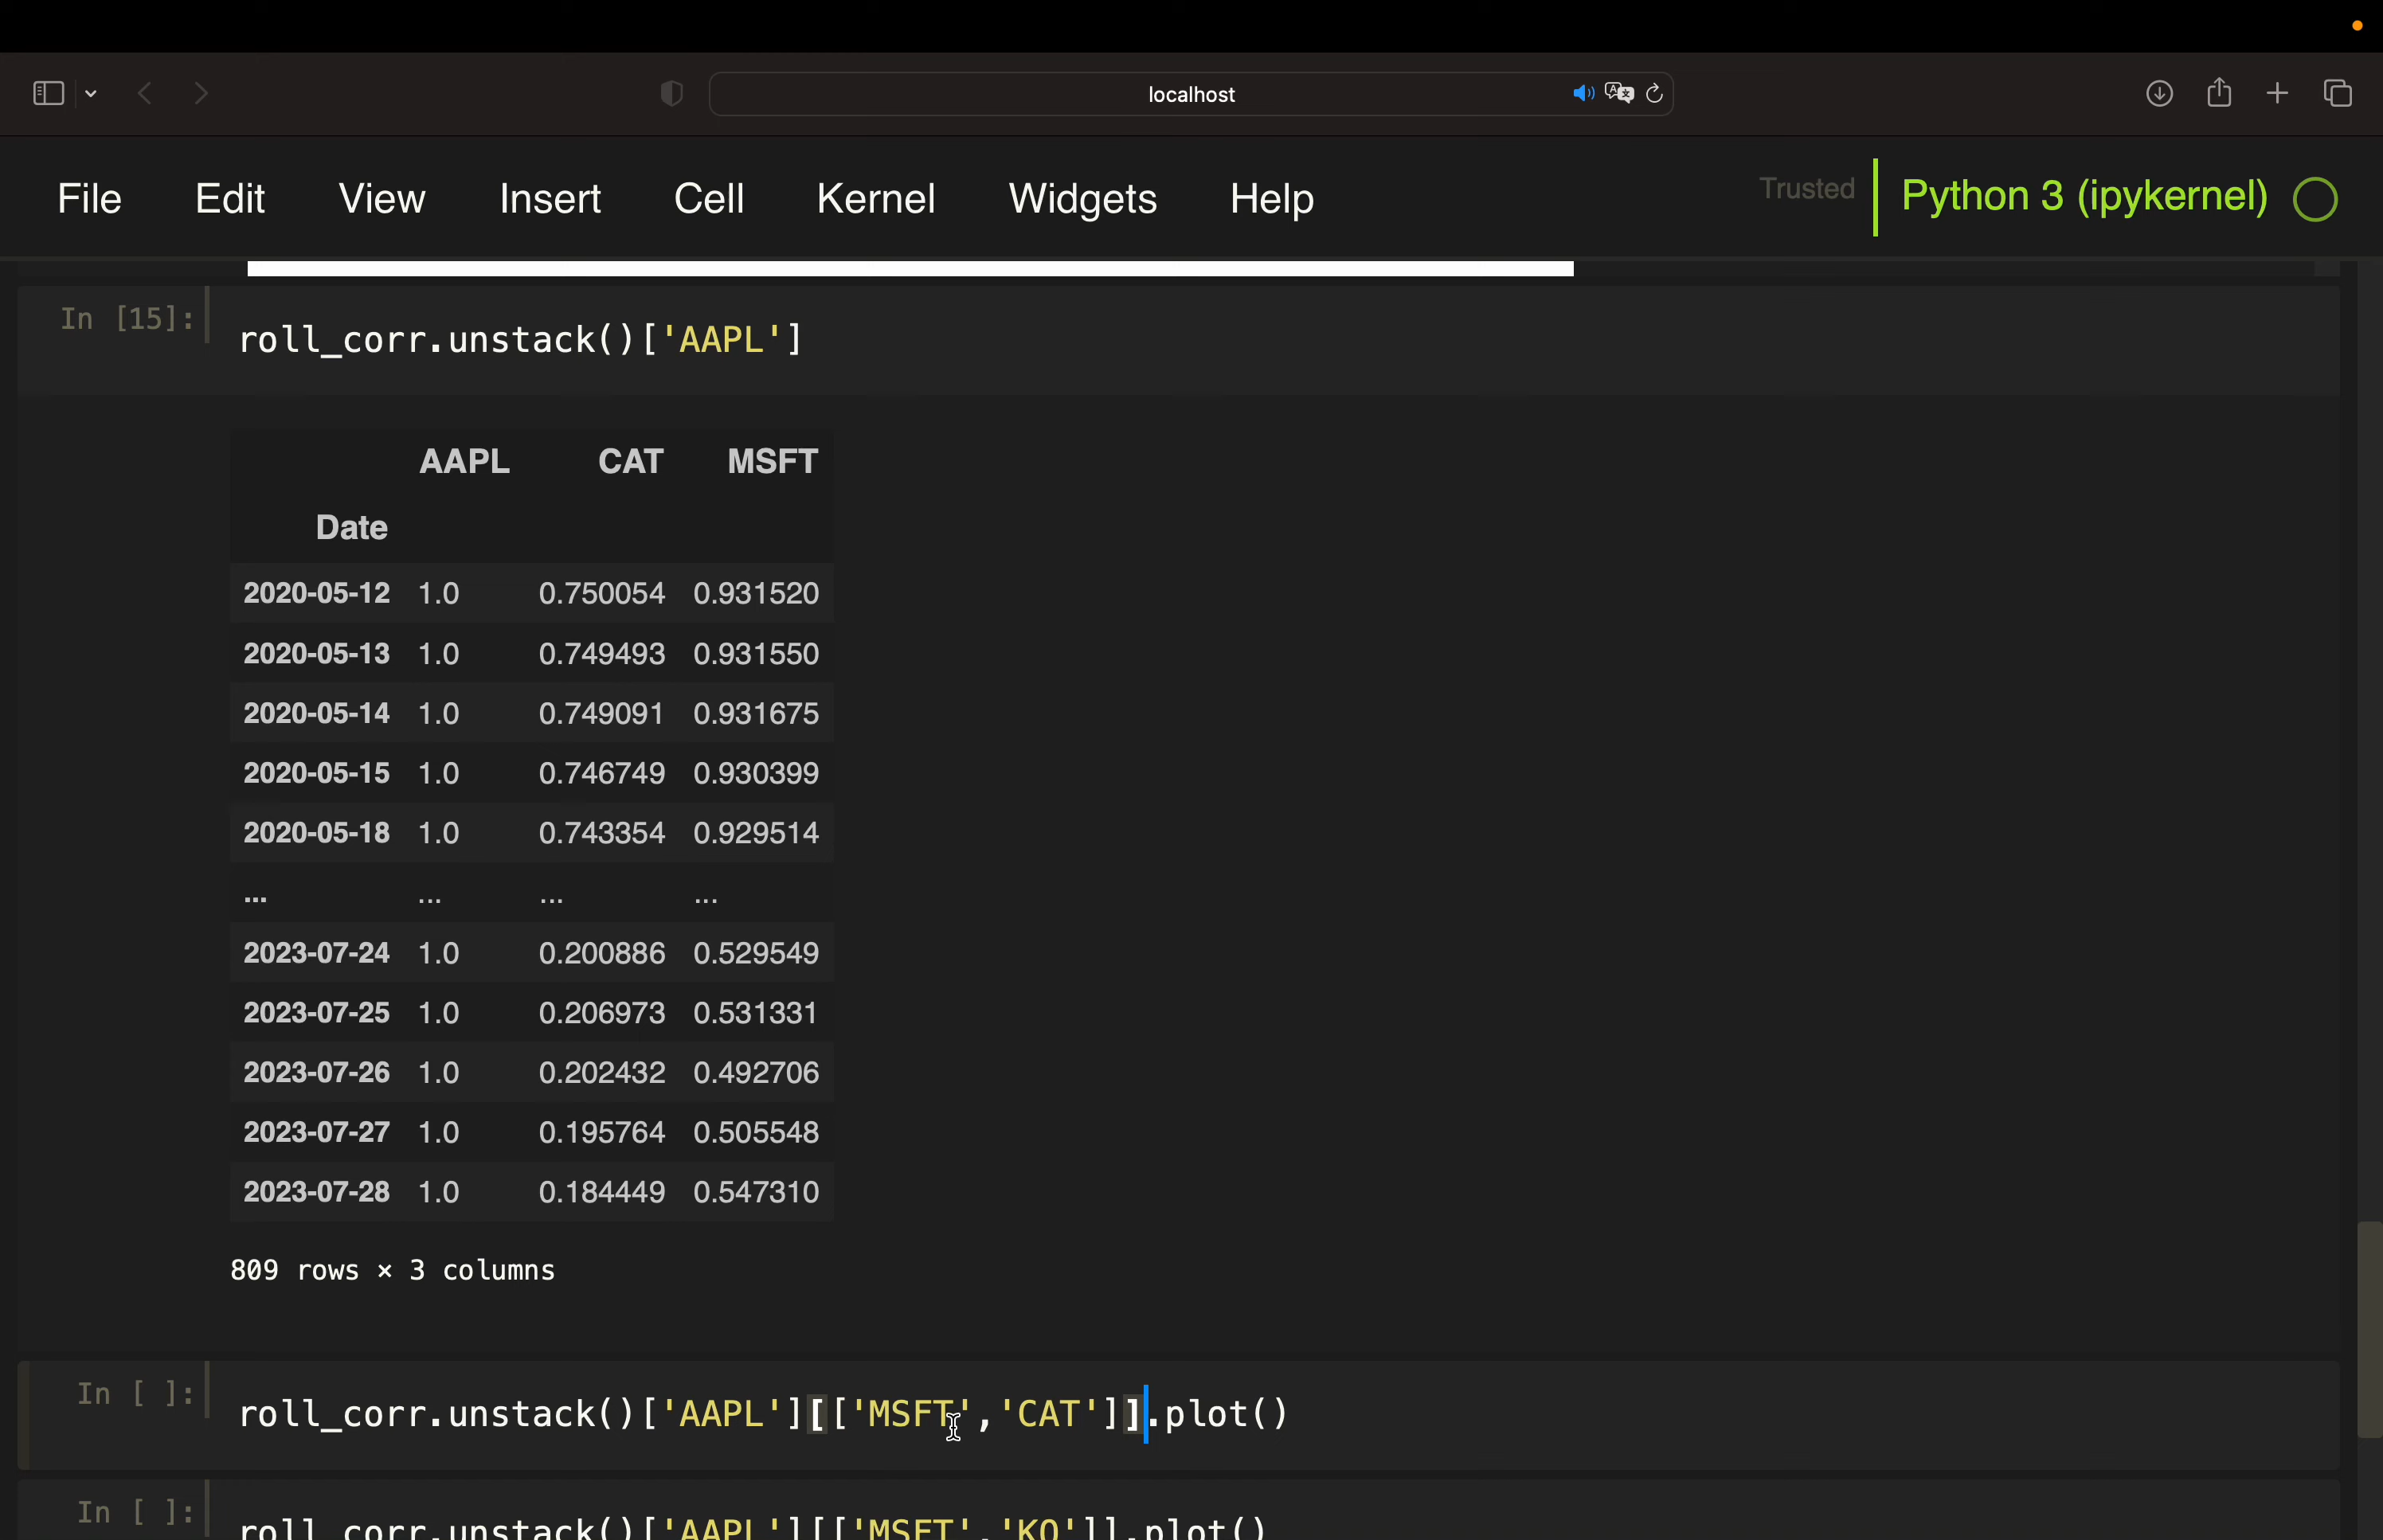 localhost
File Edit View Insert Cell Kernel Widgets Help Trusted Python 3 (ipykernel)
In [15]: roll_corr.unstack()['AAPL']
AAPL CAT MSFT
Date
2020-05-12 1.0 0.750054 0.931520
2020-05-13 1.0 0.749493 0.931550
2020-05-14 1.0 0.749091 0.931675
2020-05-15 1.0 0.746749 0.930399
2020-05-18 1.0 0.743354 0.929514
... ... ... ...
2023-07-24 1.0 0.200886 0.529549
2023-07-25 1.0 0.206973 0.531331
2023-07-26 1.0 0.202432 0.492706
2023-07-27 1.0 0.195764 0.505548
2023-07-28 1.0 0.184449 0.547310
809 rows × 3 columns
In [ ]: roll_corr.unstack()['AAPL'][['MSFT','CAT']].plot()
In [ ]: roll_corr.unstack()['AAPL'][['MSFT','KO']].plot()